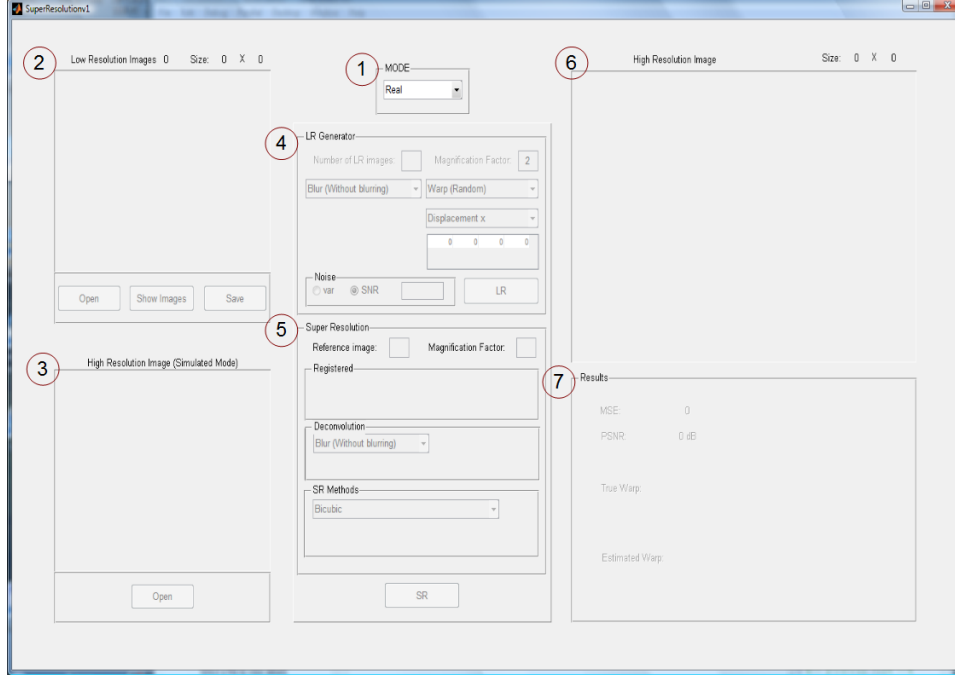 SuperResolutionv1
2
Low Resolution Images 0 Size: 0 X 0
1
MODE
Real
6
High Resolution Image Size: 0 X 0
4
LR Generator
Number of LR images: Magnification Factor: 2
Blur (Without blurring) Warp (Random)
Displacement x
0 0 0 0
Noise
var SNR LR
Open Show Images Save
5
Super Resolution
Reference image: Magnification Factor:
Registered
Deconvolution
Blur (Without blurring)
SR Methods
Bicubic
SR
3
High Resolution Image (Simulated Mode)
Open
7
Results
MSE: 0
PSNR: 0 dB
True Warp:
Estimated Warp: